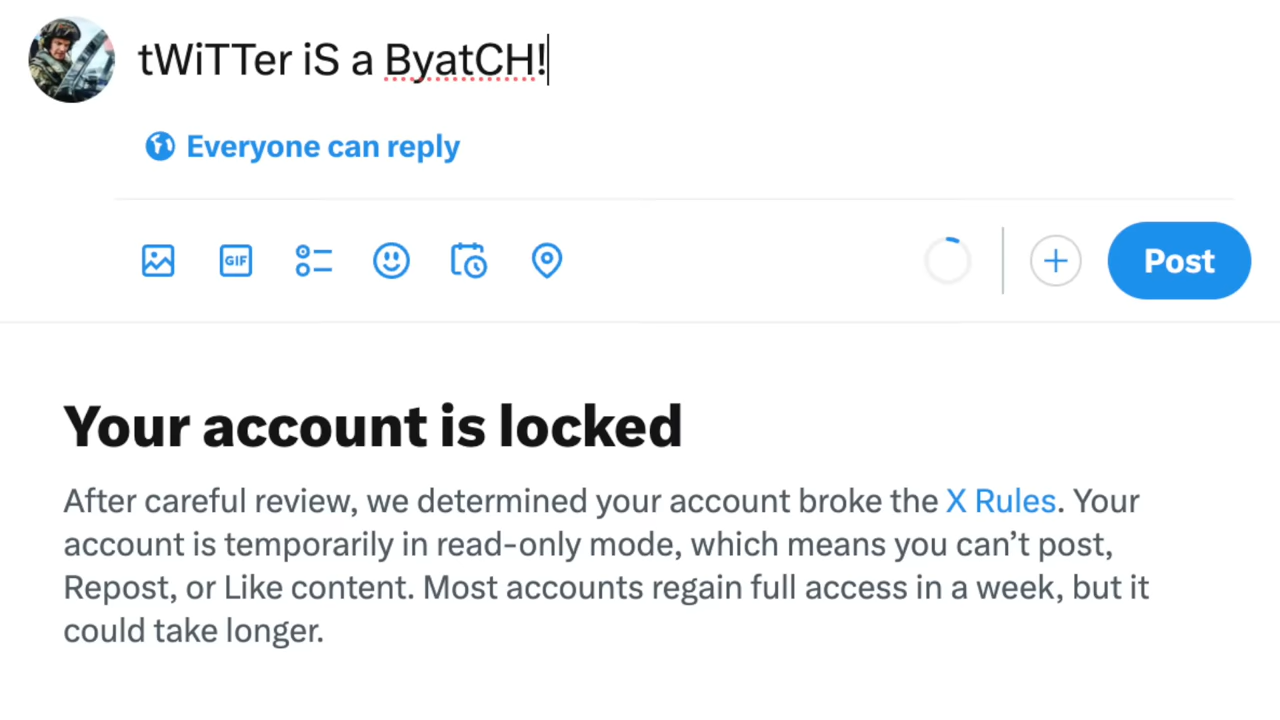 tWiTTer iS a ByatCH!
Everyone can reply
GIF
Post
Your account is locked
After careful review, we determined your account broke the X Rules. Your
account is temporarily in read-only mode, which means you can’t post,
Repost, or Like content. Most accounts regain full access in a week, but it
could take longer.